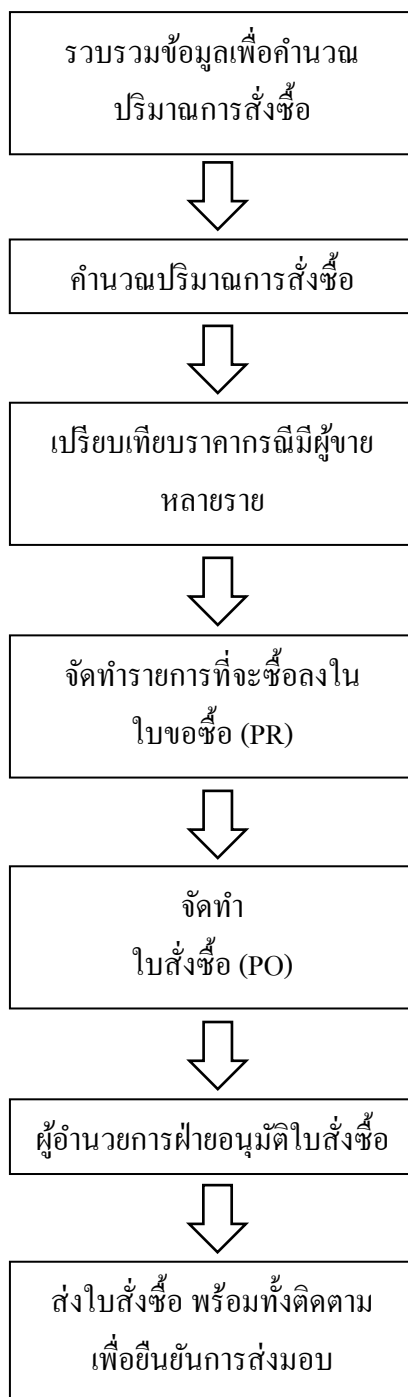 รวบรวมข้อมูลเพื่อคำนวณ
ปริมาณการสั่งซื้อ
คำนวณปริมาณการสั่งซื้อ
เปรียบเทียบราคากรณีมีผู้ขาย
หลายราย
จัดทำรายการที่จะซื้อลงใน
ใบขอซื้อ (PR)
จัดทำ
ใบสั่งซื้อ (PO)
ผู้อำนวยการฝ่ายอนุมัติใบสั่งซื้อ
ส่งใบสั่งซื้อ พร้อมทั้งติดตาม
เพื่อยืนยันการส่งมอบ